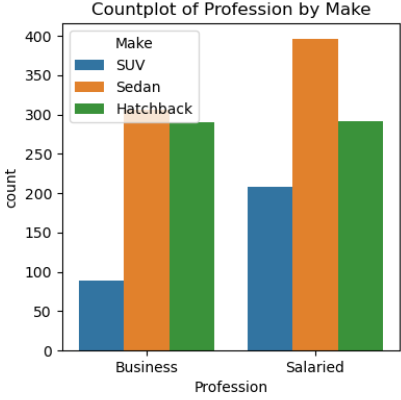 Countplot of Profession by Make
Make
SUV
Sedan
Hatchback
400
350
300
250
200
150
100
50
0
count
Business
Salaried
Profession